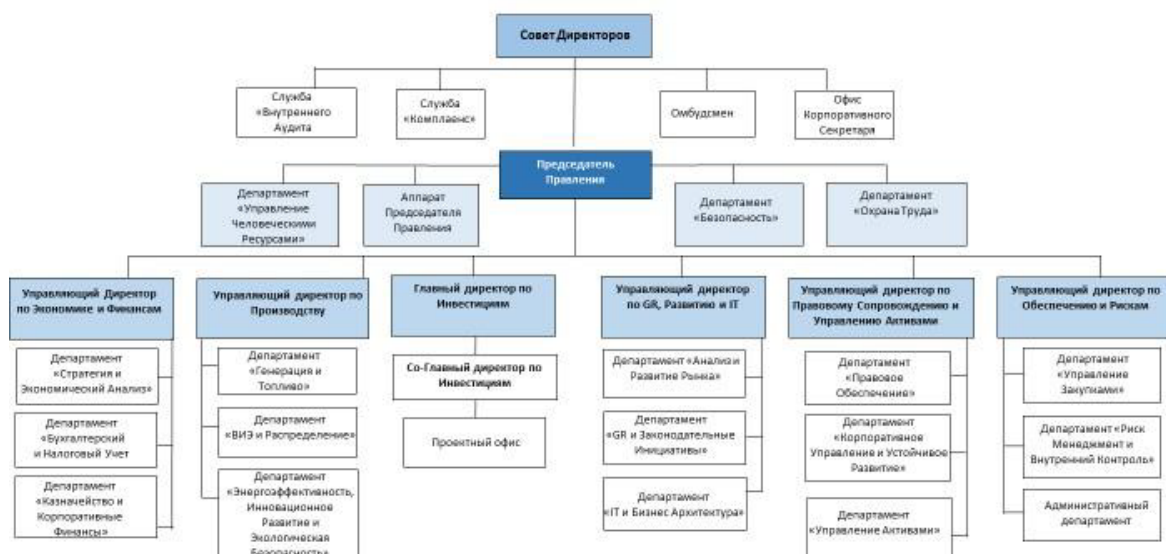 Совет Директоров
Служба
«Внутреннего
Аудита
Служба
«Комплаенс»
Омбудсмен
Офис
Корпоративного
Секретаря
Председатель
Правления
Департамент
«Управление
Человеческими
Ресурсами»
Аппарат
Председателя
Правления
Департамент
«Безопасность»
Департамент
«Охрана Труда»
Управляющий Директор
по Экономике и Финансам
Управляющий директор по
Производству
Главный директор по
Инвестициям
Управляющий директор
по GR, Развитию и IT
Управляющий директор по
Правовому Сопровождению и
Управлению Активами
Управляющий директор по
Обеспечению и Рискам
Департамент
«Стратегия и
Экономический Анализ»
Департамент
«Бухгалтерский
и Налоговый Учет
Департамент
«Казначейство и
Корпоративные
Финансы»
Департамент
«Генерация и
Топливо»
Департамент
«ВИЭ и Распределение»
Департамент
«Энергоэффективность,
Инновационное
Развитие и
Экологическая
Безопасность»
Со-Главный директор по
Инвестициям
Проектный офис
Департамент «Анализ и
Развитие Рынка»
Департамент
«GR и Законодательные
Инициативы»
Департамент
«IT и Бизнес Архитектура»
Департамент
«Правовое
Обеспечение»
Департамент
«Корпоративное
Управление и Устойчивое
Развитие»
Департамент
«Управление Активами»
Департамент
«Управление
Закупками»
Департамент «Риск
Менеджмент и
Внутренний Контроль»
Административный
департамент